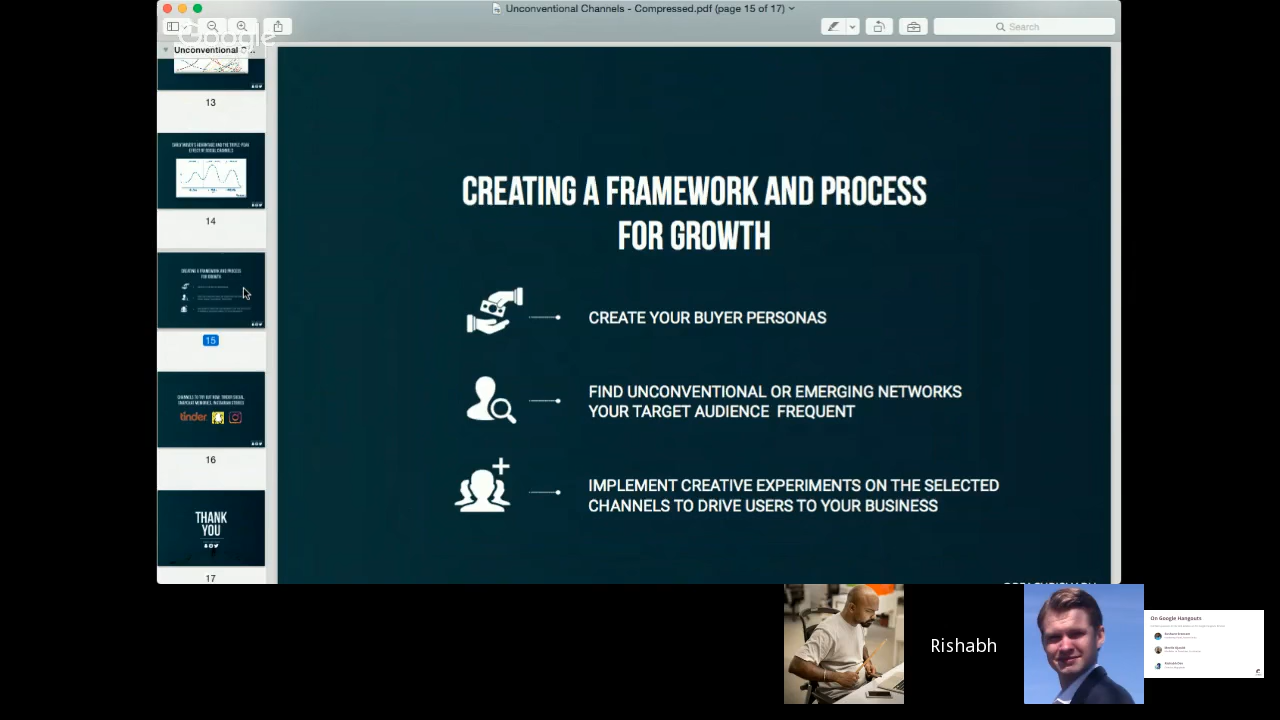 Unconventional Channels - Compressed.pdf (page 15 of 17)
Search
Google
Unconventional C...
13
14
15
tinder
16
THANK
YOU
17
CREATING A FRAMEWORK AND PROCESS
FOR GROWTH
CREATE YOUR BUYER PERSONAS
FIND UNCONVENTIONAL OR EMERGING NETWORKS
YOUR TARGET AUDIENCE FREQUENT
IMPLEMENT CREATIVE EXPERIMENTS ON THE SELECTED
CHANNELS TO DRIVE USERS TO YOUR BUSINESS
Rishabh
On Google Hangouts